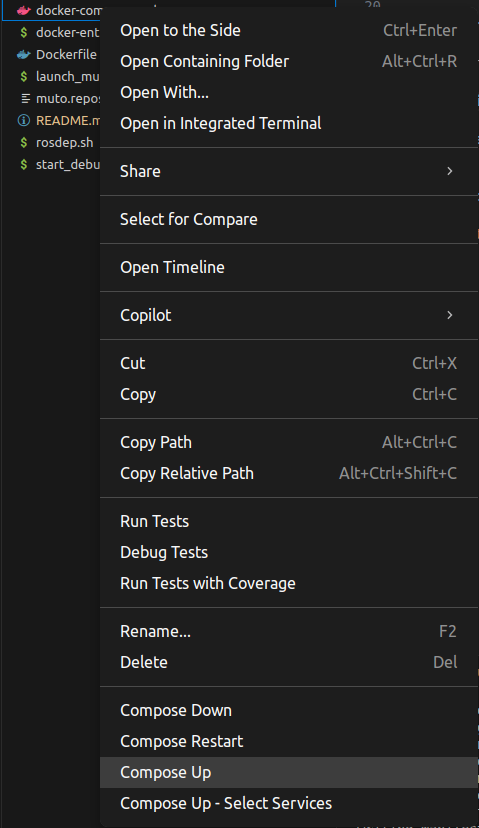 docker-com
docker-ent
Dockerfile
launch_mu
muto.repos
README.m
rosdep.sh
start_debu
20
Open to the Side Ctrl+Enter
Open Containing Folder Alt+Ctrl+R
Open With...
Open in Integrated Terminal
Share
Select for Compare
Open Timeline
Copilot
Cut Ctrl+X
Copy Ctrl+C
Copy Path Alt+Ctrl+C
Copy Relative Path Alt+Ctrl+Shift+C
Run Tests
Debug Tests
Run Tests with Coverage
Rename... F2
Delete Del
Compose Down
Compose Restart
Compose Up
Compose Up - Select Services